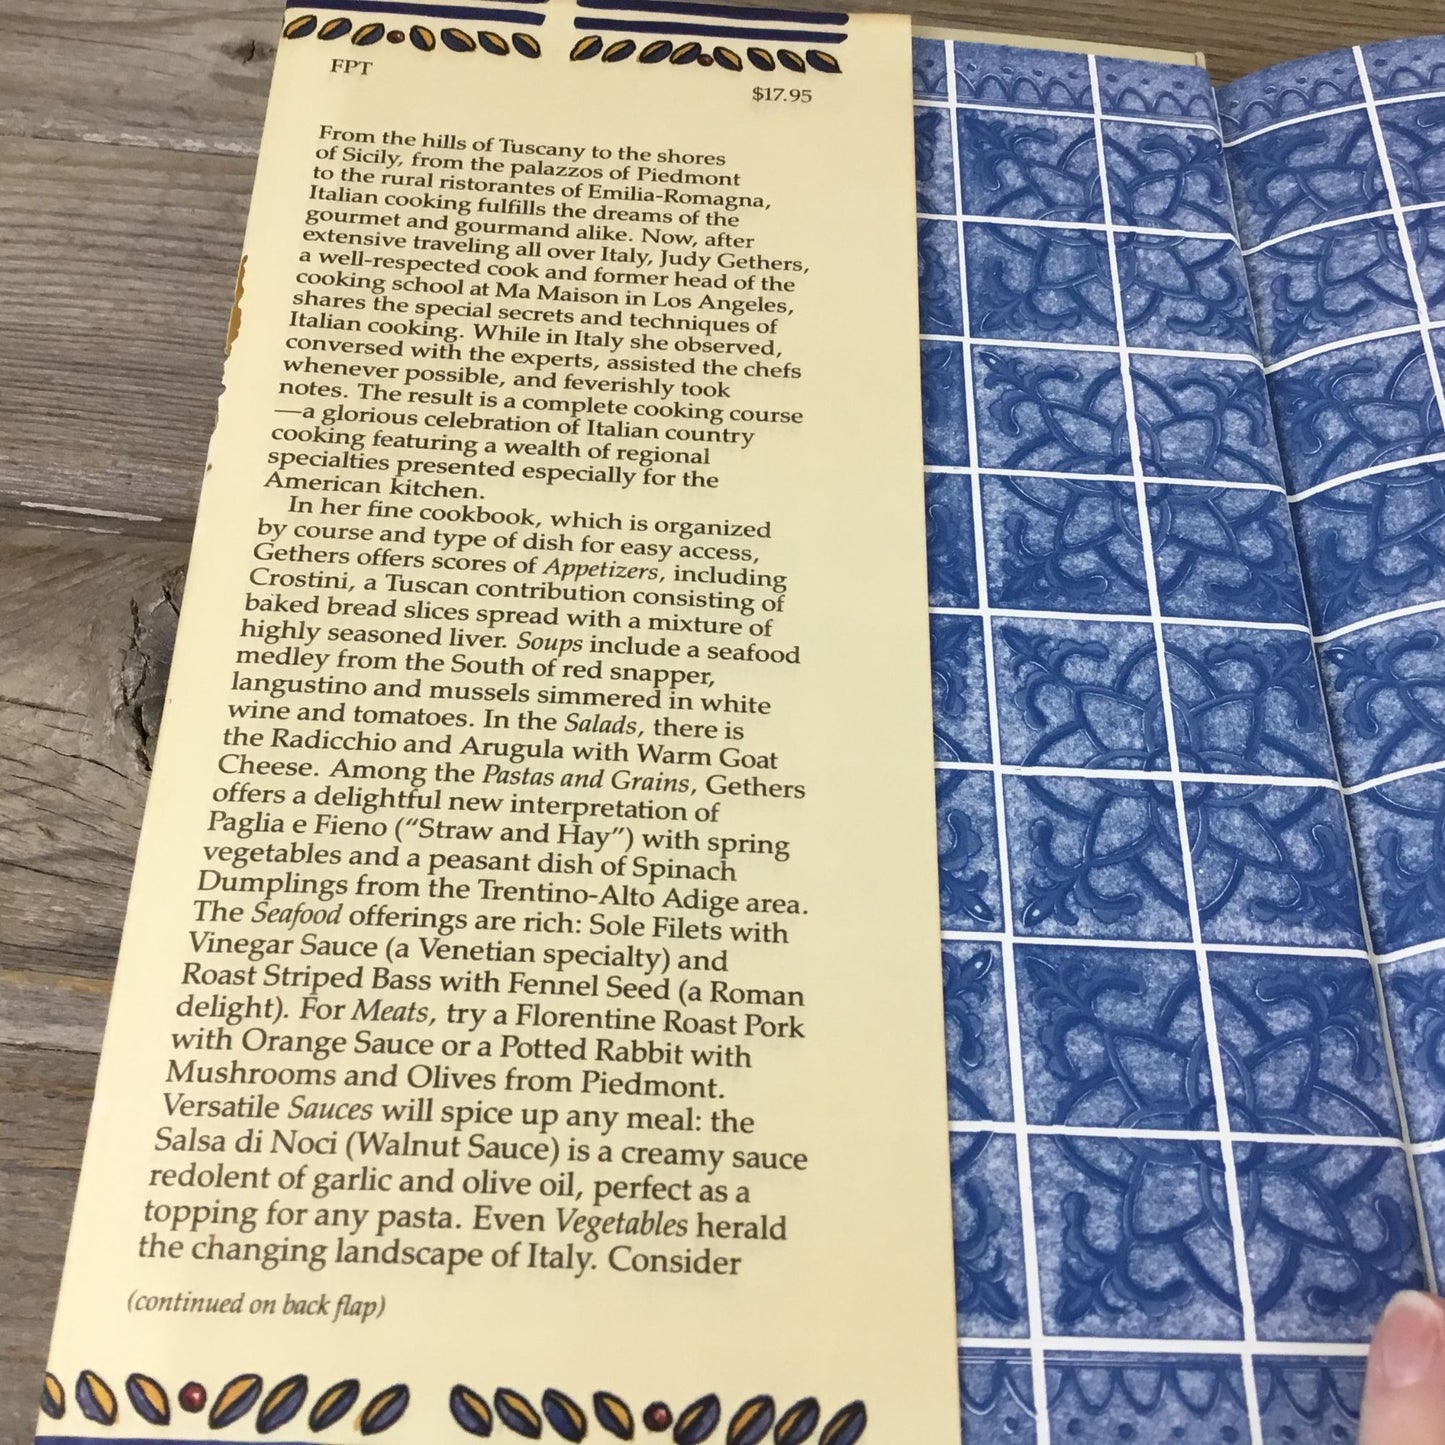 FPT
$17.95
From the hills of Tuscany to the shores
of Sicily, from the palazzos of Piedmont
to the rural ristorantes of Emilia-Romagna,
Italian cooking fulfills the dreams of the
gourmet and gourmand alike. Now, after
extensive traveling all over Italy, Judy Gethers,
a well-respected cook and former head of the
cooking school at Ma Maison in Los Angeles,
shares the special secrets and techniques of
Italian cooking. While in Italy she observed,
conversed with the experts, assisted the chefs
whenever possible, and feverishly took
notes. The result is a complete cooking course
—a glorious celebration of Italian country
cooking featuring a wealth of regional
specialties presented especially for the
American kitchen.
In her fine cookbook, which is organized
by course and type of dish for easy access,
Gethers offers scores of Appetizers, including
Crostini, a Tuscan contribution consisting of
baked bread slices spread with a mixture of
highly seasoned liver. Soups include a seafood
medley from the South of red snapper,
langustino and mussels simmered in white
wine and tomatoes. In the Salads, there is
the Radicchio and Arugula with Warm Goat
Cheese. Among the Pastas and Grains, Gethers
offers a delightful new interpretation of
Paglia e Fieno (“Straw and Hay”) with spring
vegetables and a peasant dish of Spinach
Dumplings from the Trentino-Alto Adige area.
The Seafood offerings are rich: Sole Filets with
Vinegar Sauce (a Venetian specialty) and
Roast Striped Bass with Fennel Seed (a Roman
delight). For Meats, try a Florentine Roast Pork
with Orange Sauce or a Potted Rabbit with
Mushrooms and Olives from Piedmont.
Versatile Sauces will spice up any meal: the
Salsa di Noci (Walnut Sauce) is a creamy sauce
redolent of garlic and olive oil, perfect as a
topping for any pasta. Even Vegetables herald
the changing landscape of Italy. Consider
(continued on back flap)